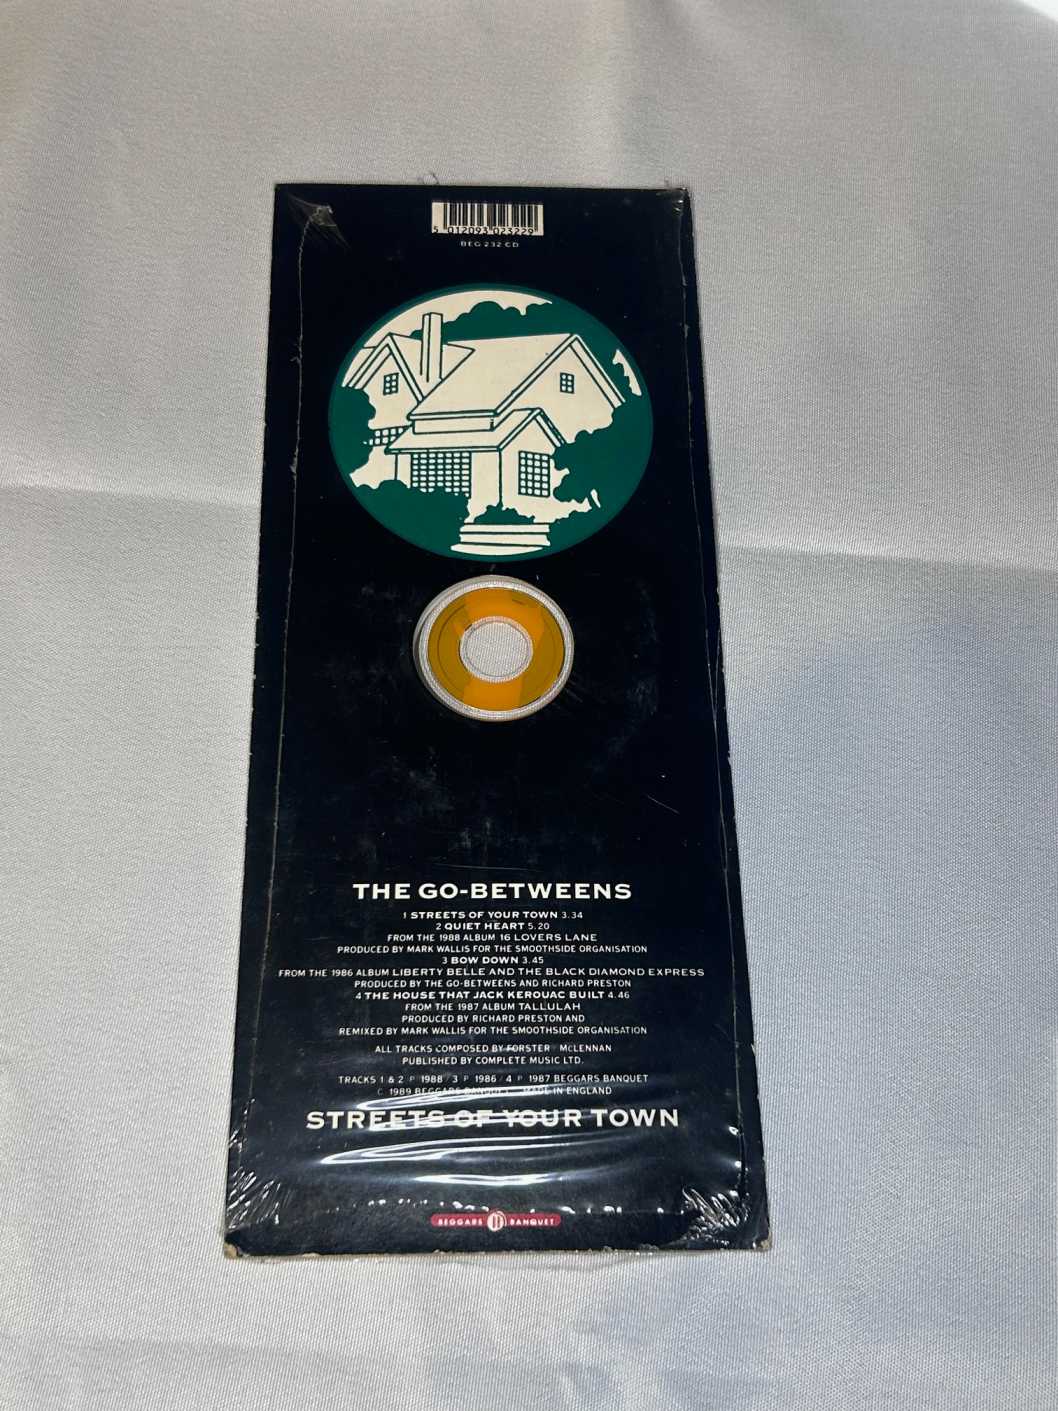 5 012093 023229
BEG 232 CD
THE GO-BETWEENS
1 STREETS OF YOUR TOWN 3.34
2 QUIET HEART 5.20
FROM THE 1988 ALBUM 16 LOVERS LANE
PRODUCED BY MARK WALLIS FOR THE SMOOTHSIDE ORGANISATION
3 BOW DOWN 3.45
FROM THE 1986 ALBUM LIBERTY BELLE AND THE BLACK DIAMOND EXPRESS
PRODUCED BY THE GO-BETWEENS AND RICHARD PRESTON
4 THE HOUSE THAT JACK KEROUAC BUILT 4.46
FROM THE 1987 ALBUM TALLULAH
PRODUCED BY RICHARD PRESTON AND
REMIXED BY MARK WALLIS FOR THE SMOOTHSIDE ORGANISATION
ALL TRACKS COMPOSED BY FORSTER McLENNAN
PUBLISHED BY COMPLETE MUSIC LTD.
TRACKS 1 & 2 P 1988 / 3 P 1986 / 4 P 1987 BEGGARS BANQUET
C 1989 BEGGARS BANQUET MADE IN ENGLAND
STREETS OF YOUR TOWN
BEGGARS BANQUET